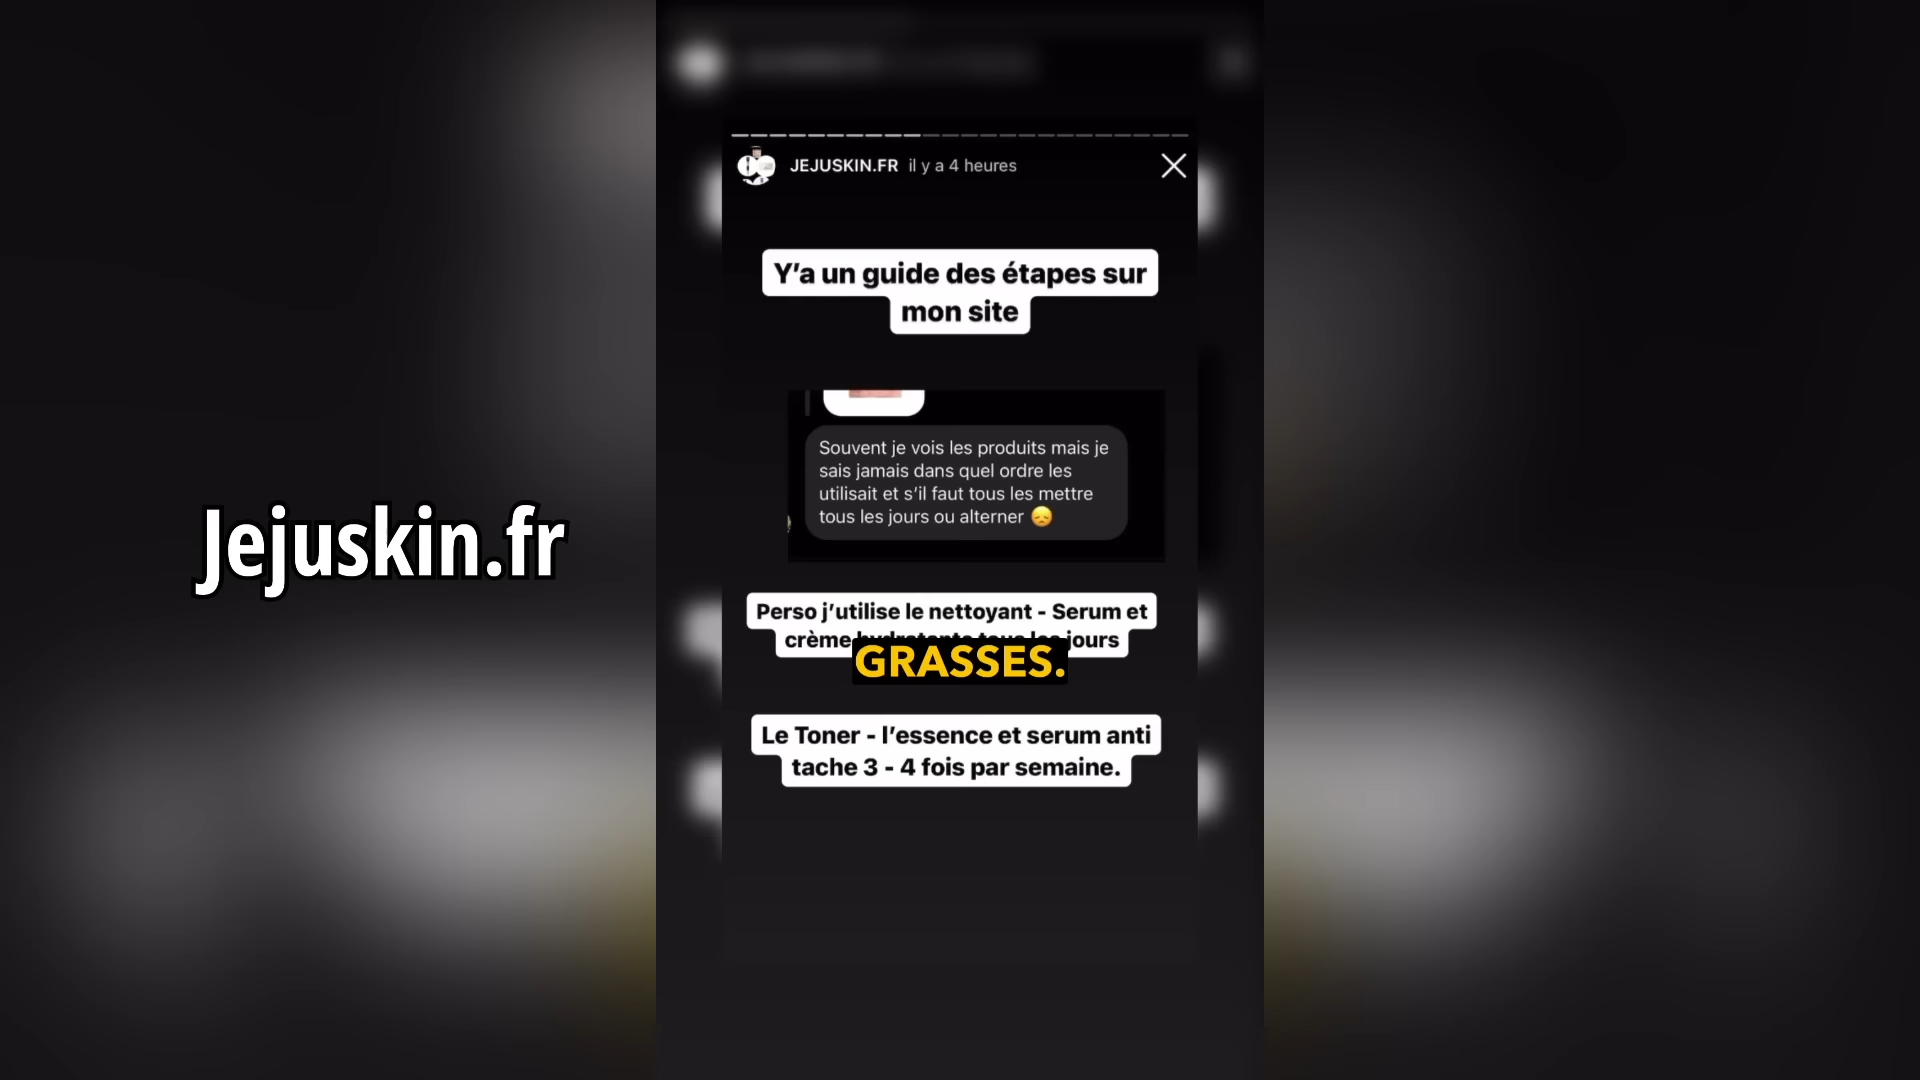 JEJUSKIN.FR il y a 4 heures
Y'a un guide des étapes sur
mon site
Souvent je vois les produits mais je
sais jamais dans quel ordre les
utilisait et s'il faut tous les mettre
tous les jours ou alterner 😞
Jejuskin.fr
Perso j'utilise le nettoyant - Serum et
crème hydratante tous les jours
GRASSES.
Le Toner - l'essence et serum anti
tache 3 - 4 fois par semaine.